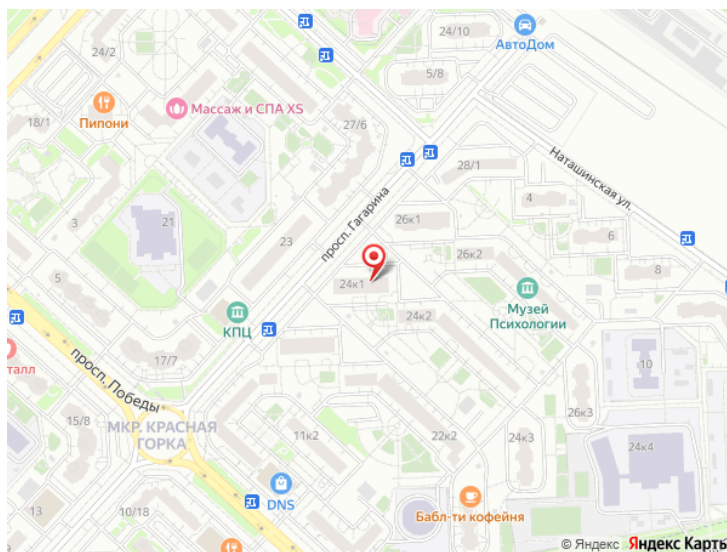 24/10
АвтоДом
24/2
5/8
Массаж и СПА XS
Пипони
18/1
27/6
28/1
Наташинская ул.
4
просп. Гагарина
3
21
26к1
6
23
26к2
8
5
24к1
Музей
Психологии
КПЦ
24к2
талл
17/7
просп. Победы
10
15/8
МКР. КРАСНАЯ
ГОРКА
11к2
22к2
24к3
26к3
24к4
DNS
13
10/18
Бабл-ти кофейня
© Яндекс Яндекс Карты